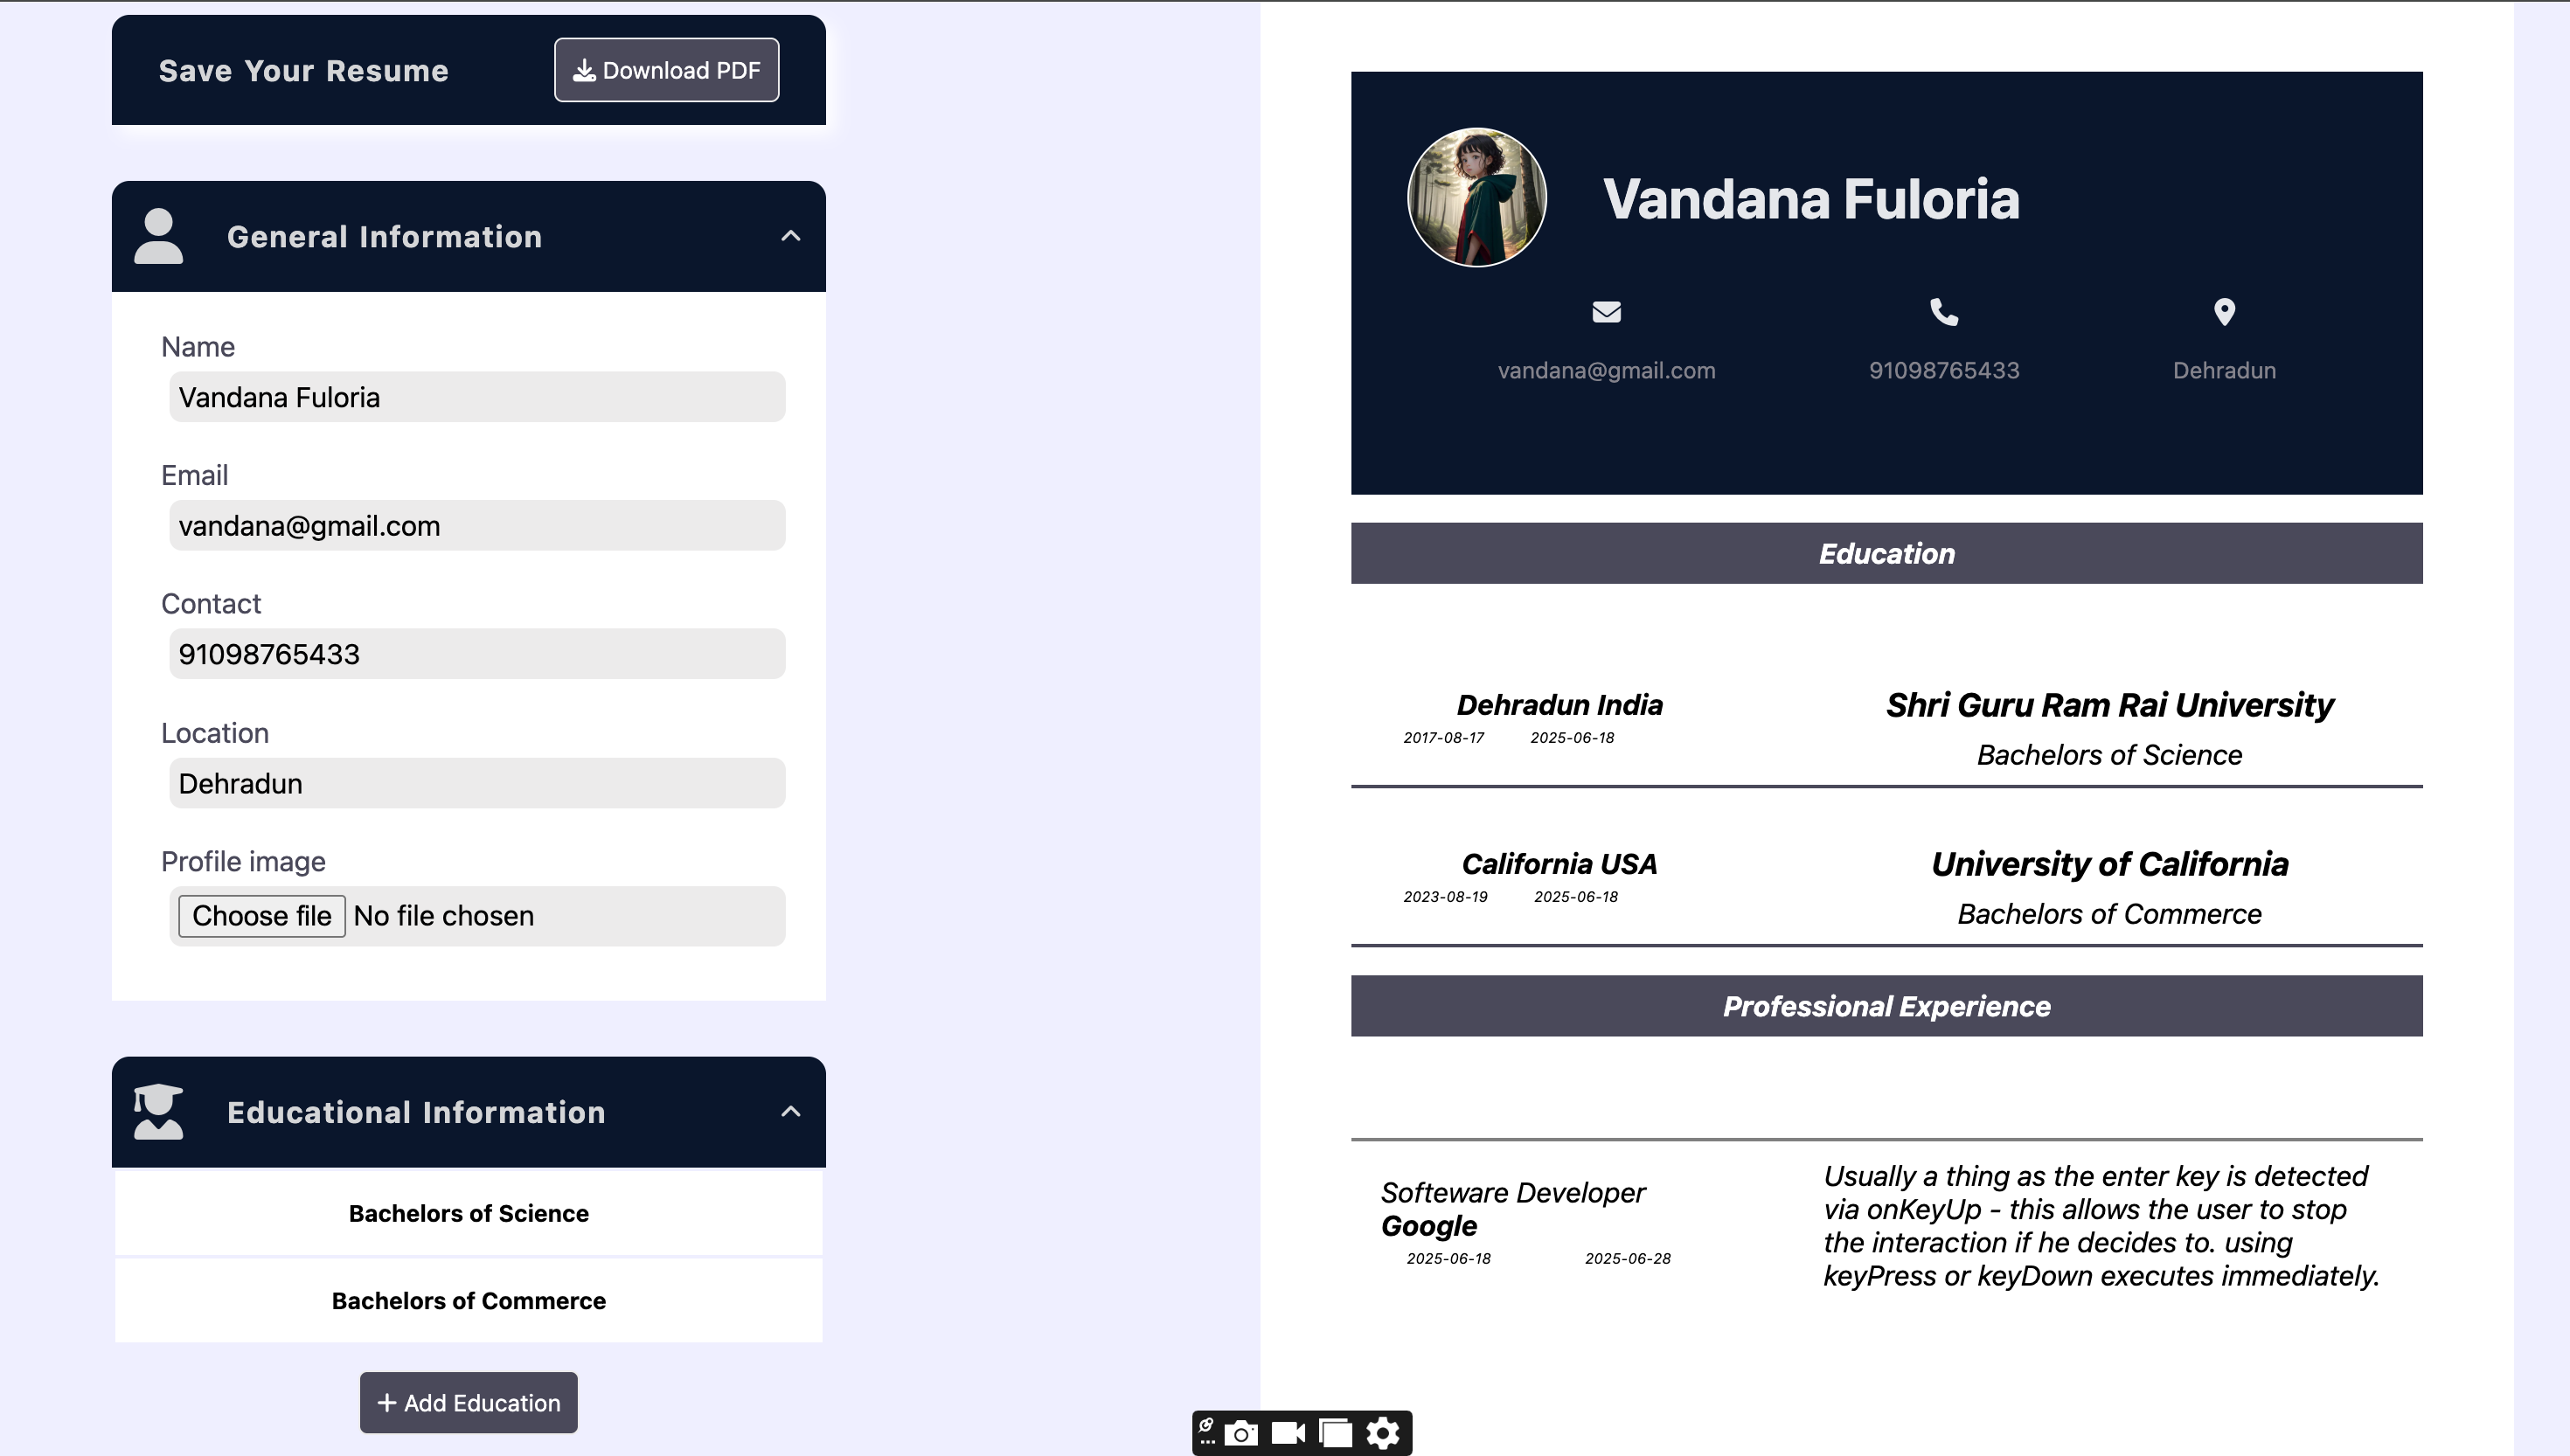 Save Your Resume
Download PDF
General Information
Name
Vandana Fuloria
Email
vandana@gmail.com
Contact
91098765433
Location
Dehradun
Profile image
Choose file No file chosen
Educational Information
Bachelors of Science
Bachelors of Commerce
+ Add Education
Vandana Fuloria
vandana@gmail.com 91098765433 Dehradun
Education
Dehradun India
2017-08-17 2025-06-18
Shri Guru Ram Rai University
Bachelors of Science
California USA
2023-08-19 2025-06-18
University of California
Bachelors of Commerce
Professional Experience
Softeware Developer
Google
2025-06-18 2025-06-28
Usually a thing as the enter key is detected
via onKeyUp - this allows the user to stop
the interaction if he decides to. using
keyPress or keyDown executes immediately.